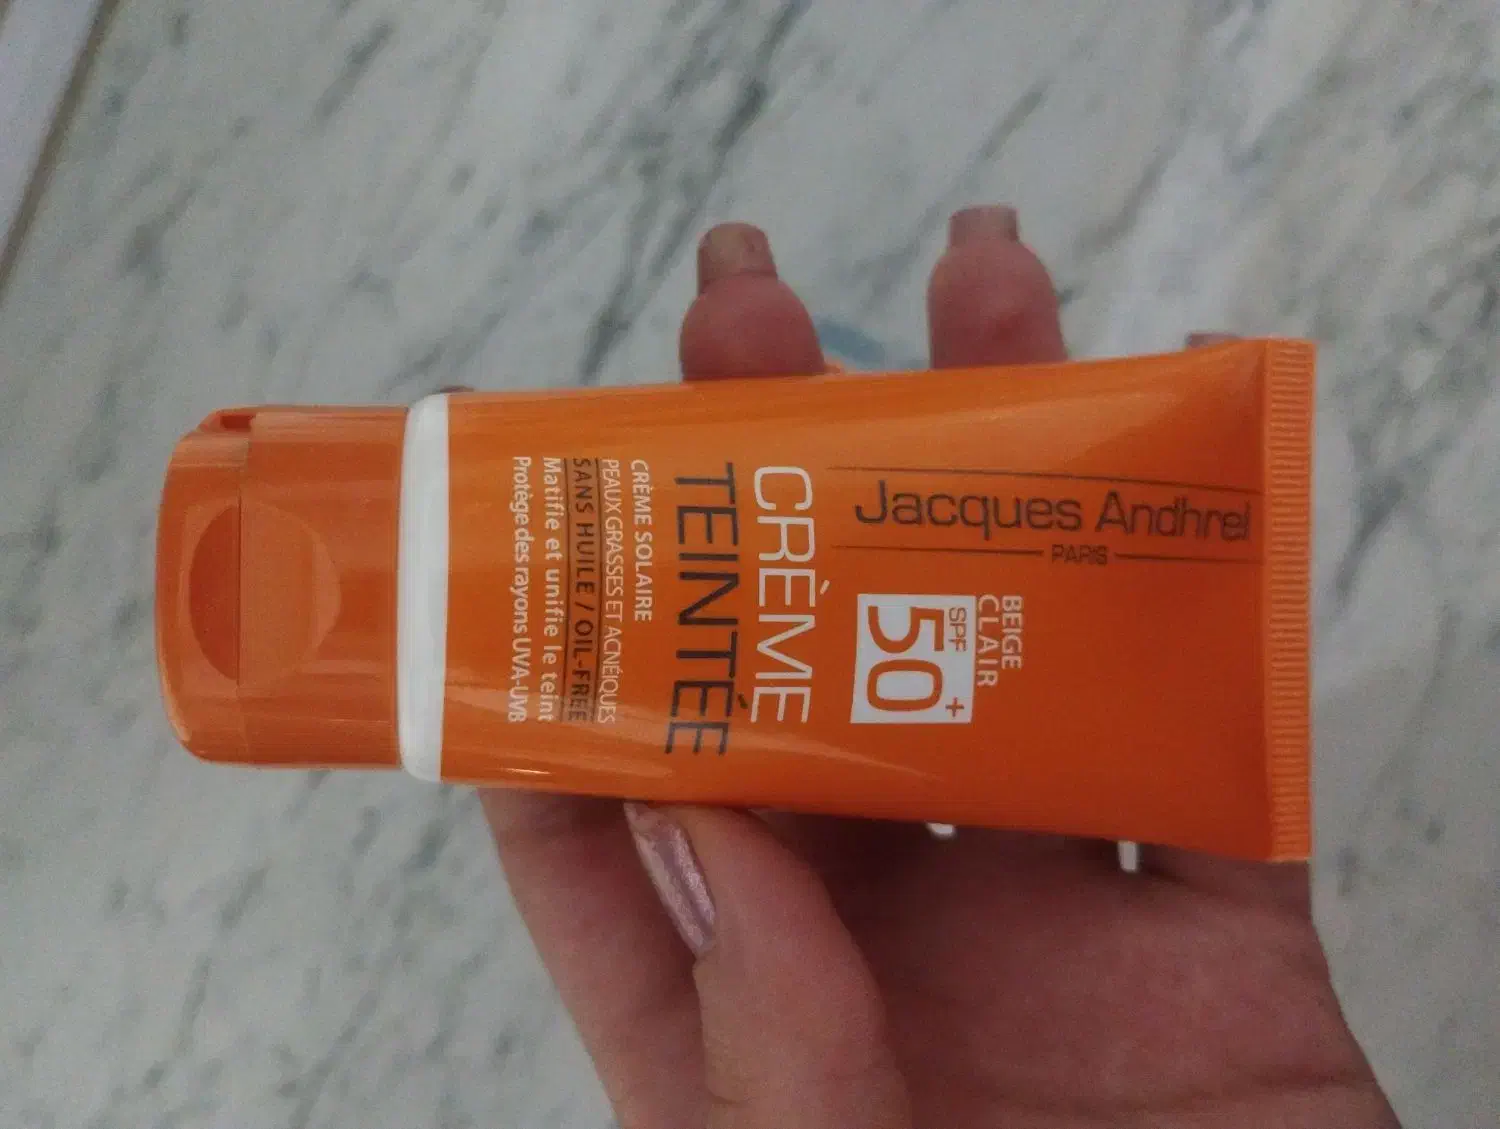 Jacques Andhrel
PARIS
BEIGE
CLAIR
SPF
50+
CRÈME
TEINTÉE
CRÈME SOLAIRE
PEAUX GRASSES ET ACNÉIQUES
SANS HUILE / OIL-FREE
Matifie et unifie le teint
Protège des rayons UVA-UVB